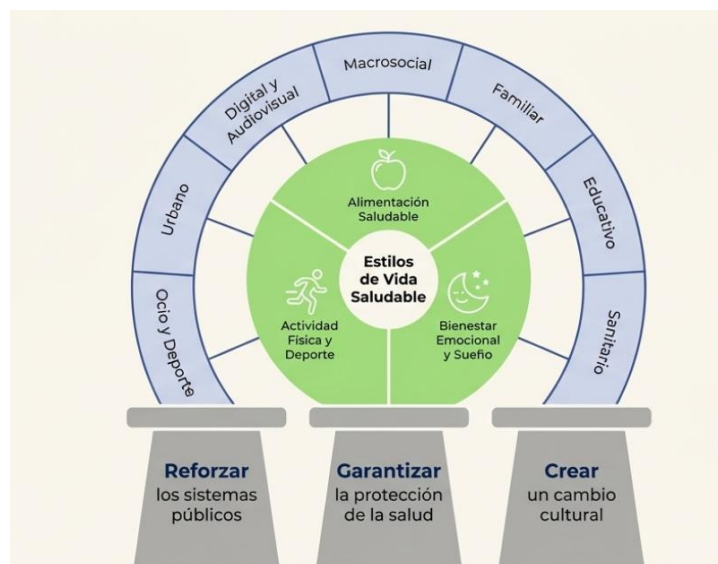 Macrosocial
Digital y
Audiovisual
Familiar
Urbano
Educativo
Ocio y Deporte
Sanitario
Alimentación
Saludable
Estilos
de Vida
Saludable
Actividad
Física y
Deporte
Bienestar
Emocional
y Sueño
Reforzar
los sistemas
públicos
Garantizar
la protección
de la salud
Crear
un cambio
cultural